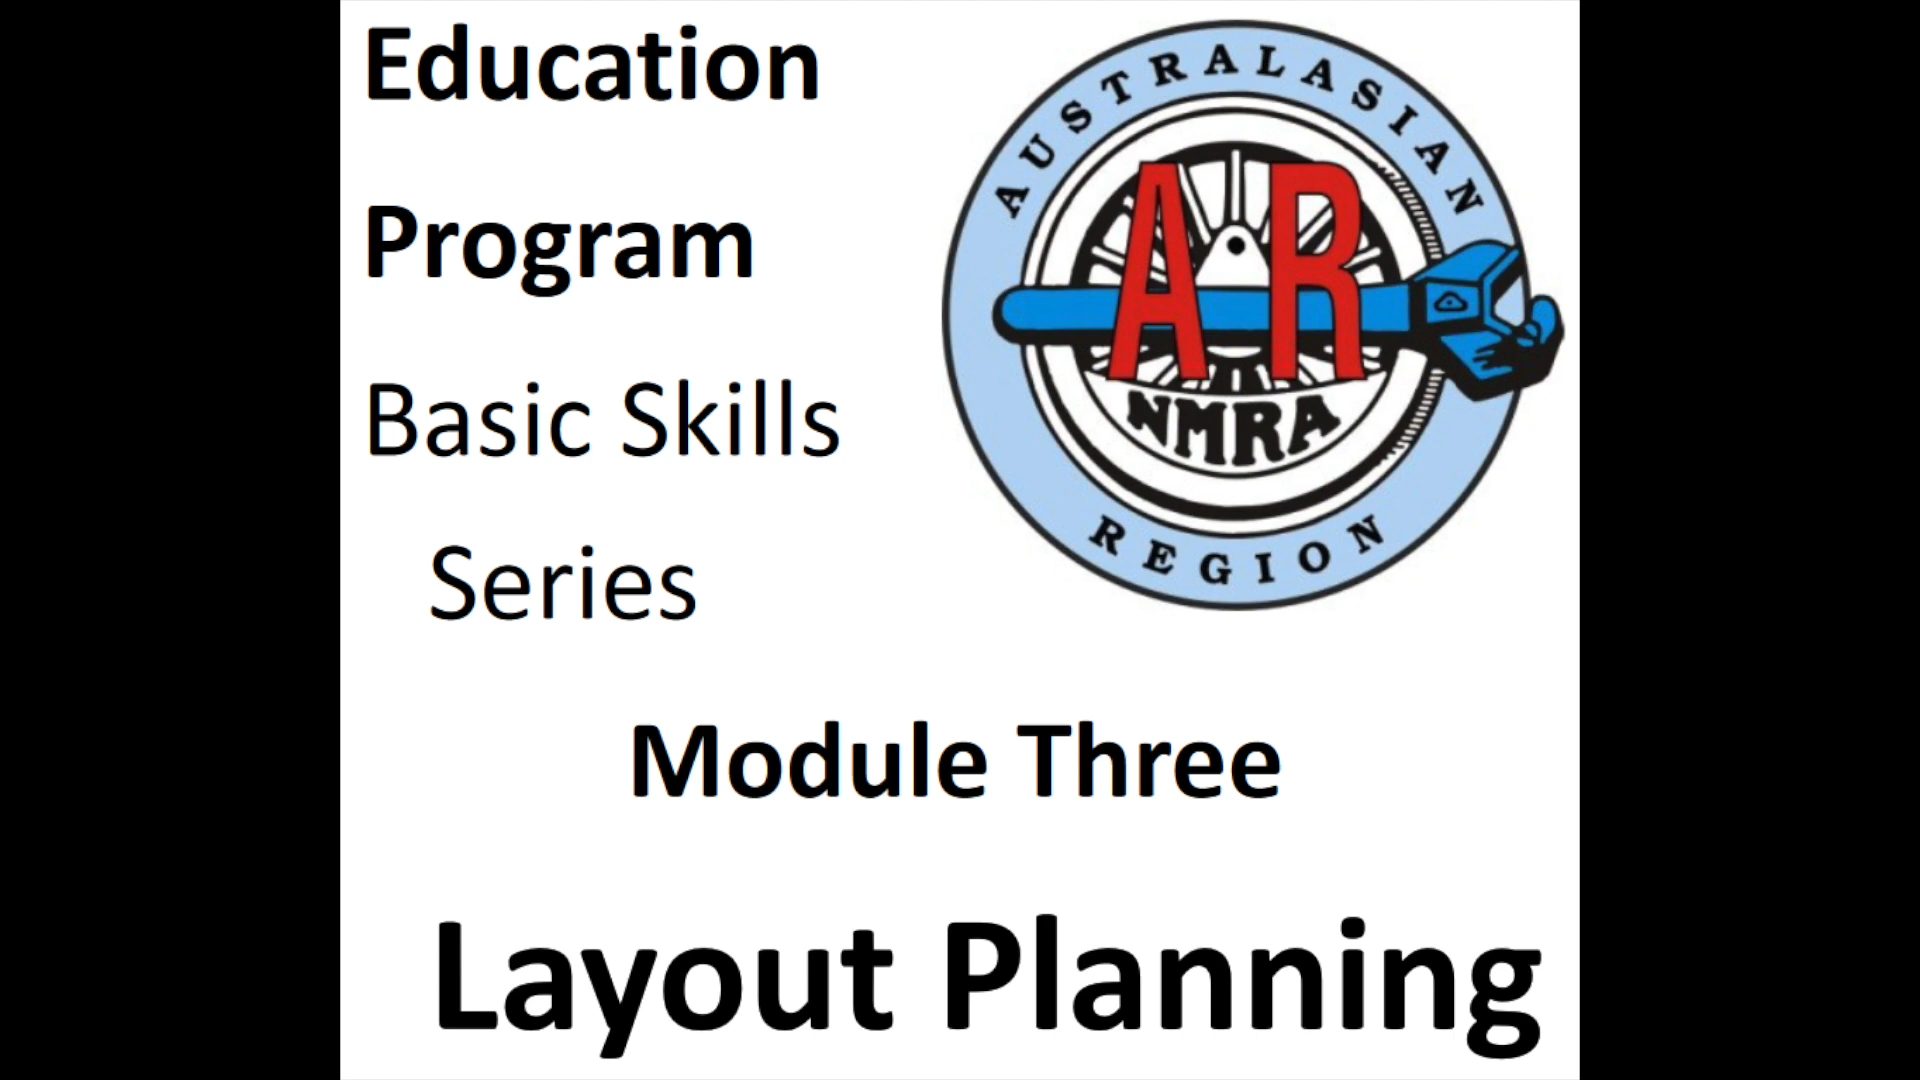 Education
Program
Basic Skills
Series
AUSTRALASIAN
AR
NMRA
REGION
Module Three
Layout Planning